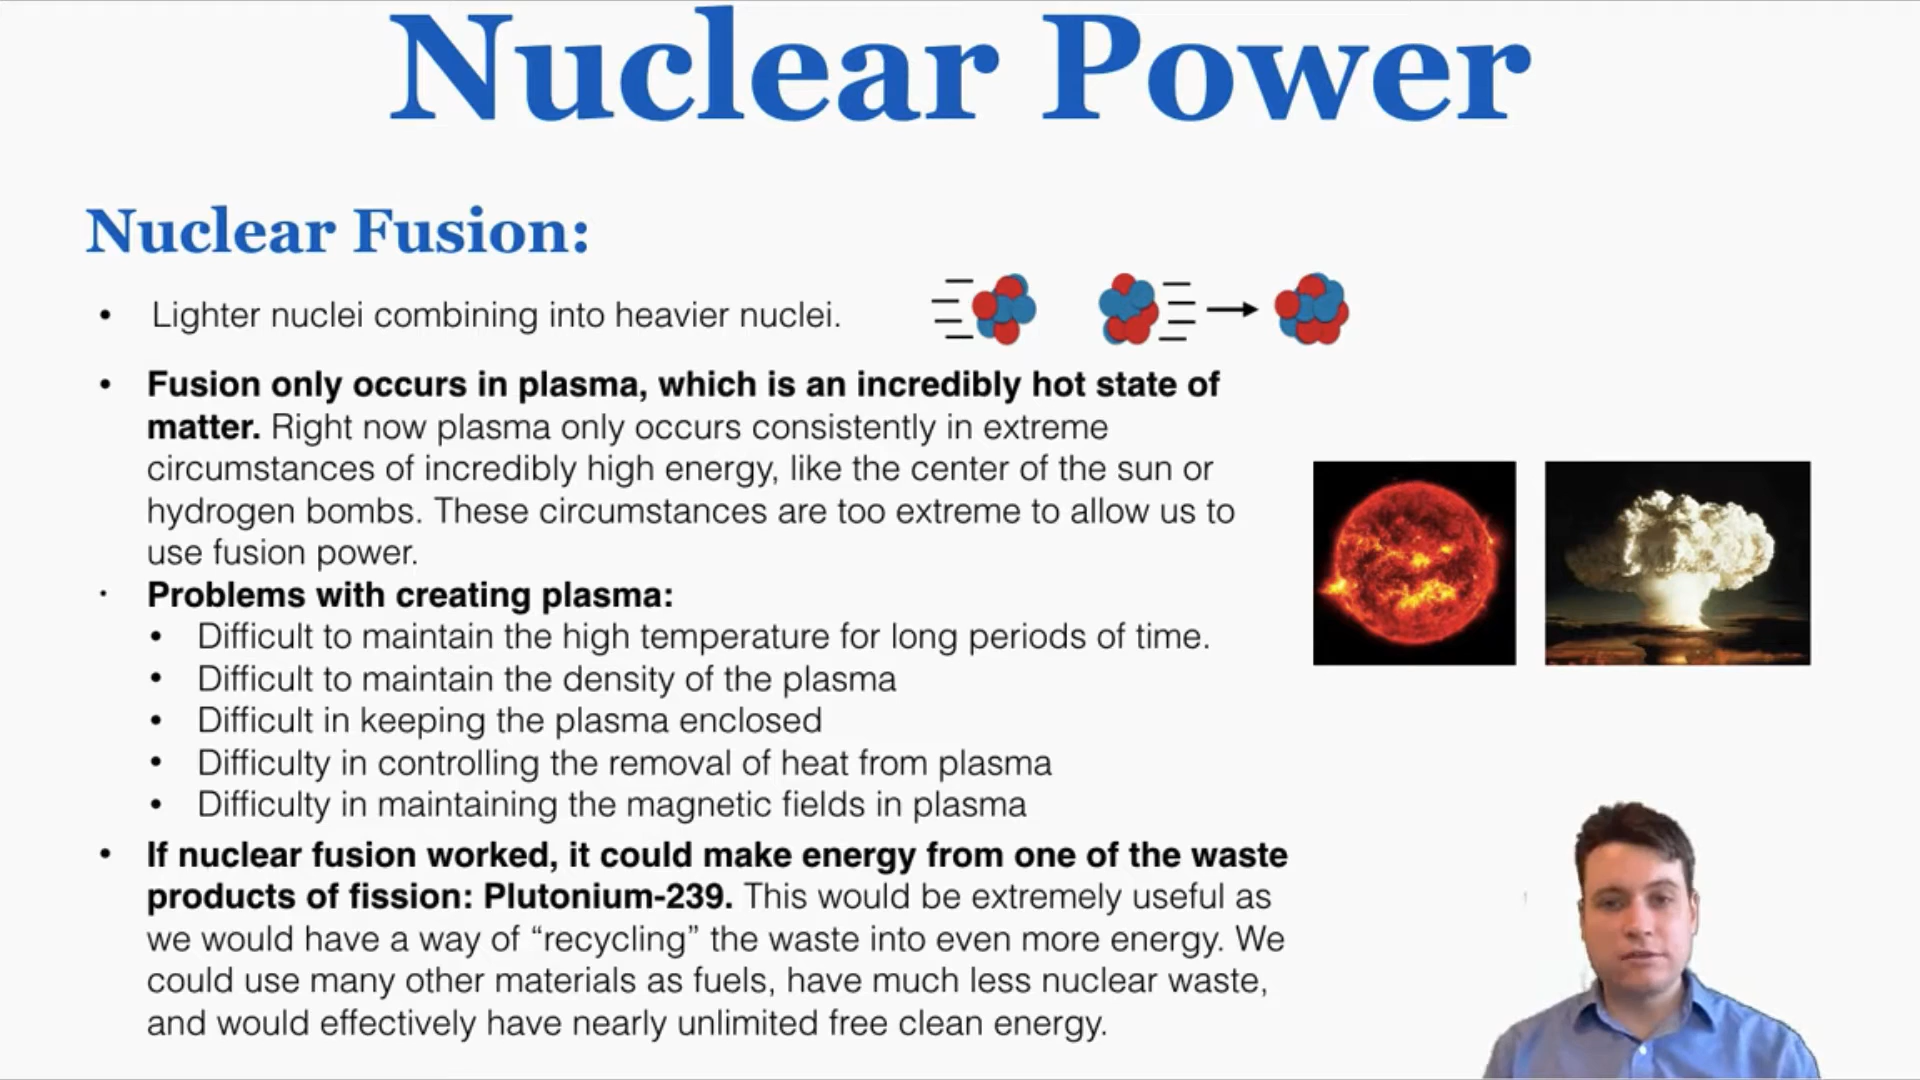 Nuclear Power
Nuclear Fusion:
• Lighter nuclei combining into heavier nuclei.
• Fusion only occurs in plasma, which is an incredibly hot state of
matter. Right now plasma only occurs consistently in extreme
circumstances of incredibly high energy, like the center of the sun or
hydrogen bombs. These circumstances are too extreme to allow us to
use fusion power.
• Problems with creating plasma:
• Difficult to maintain the high temperature for long periods of time.
• Difficult to maintain the density of the plasma
• Difficult in keeping the plasma enclosed
• Difficulty in controlling the removal of heat from plasma
• Difficulty in maintaining the magnetic fields in plasma
• If nuclear fusion worked, it could make energy from one of the waste
products of fission: Plutonium-239. This would be extremely useful as
we would have a way of “recycling” the waste into even more energy. We
could use many other materials as fuels, have much less nuclear waste,
and would effectively have nearly unlimited free clean energy.